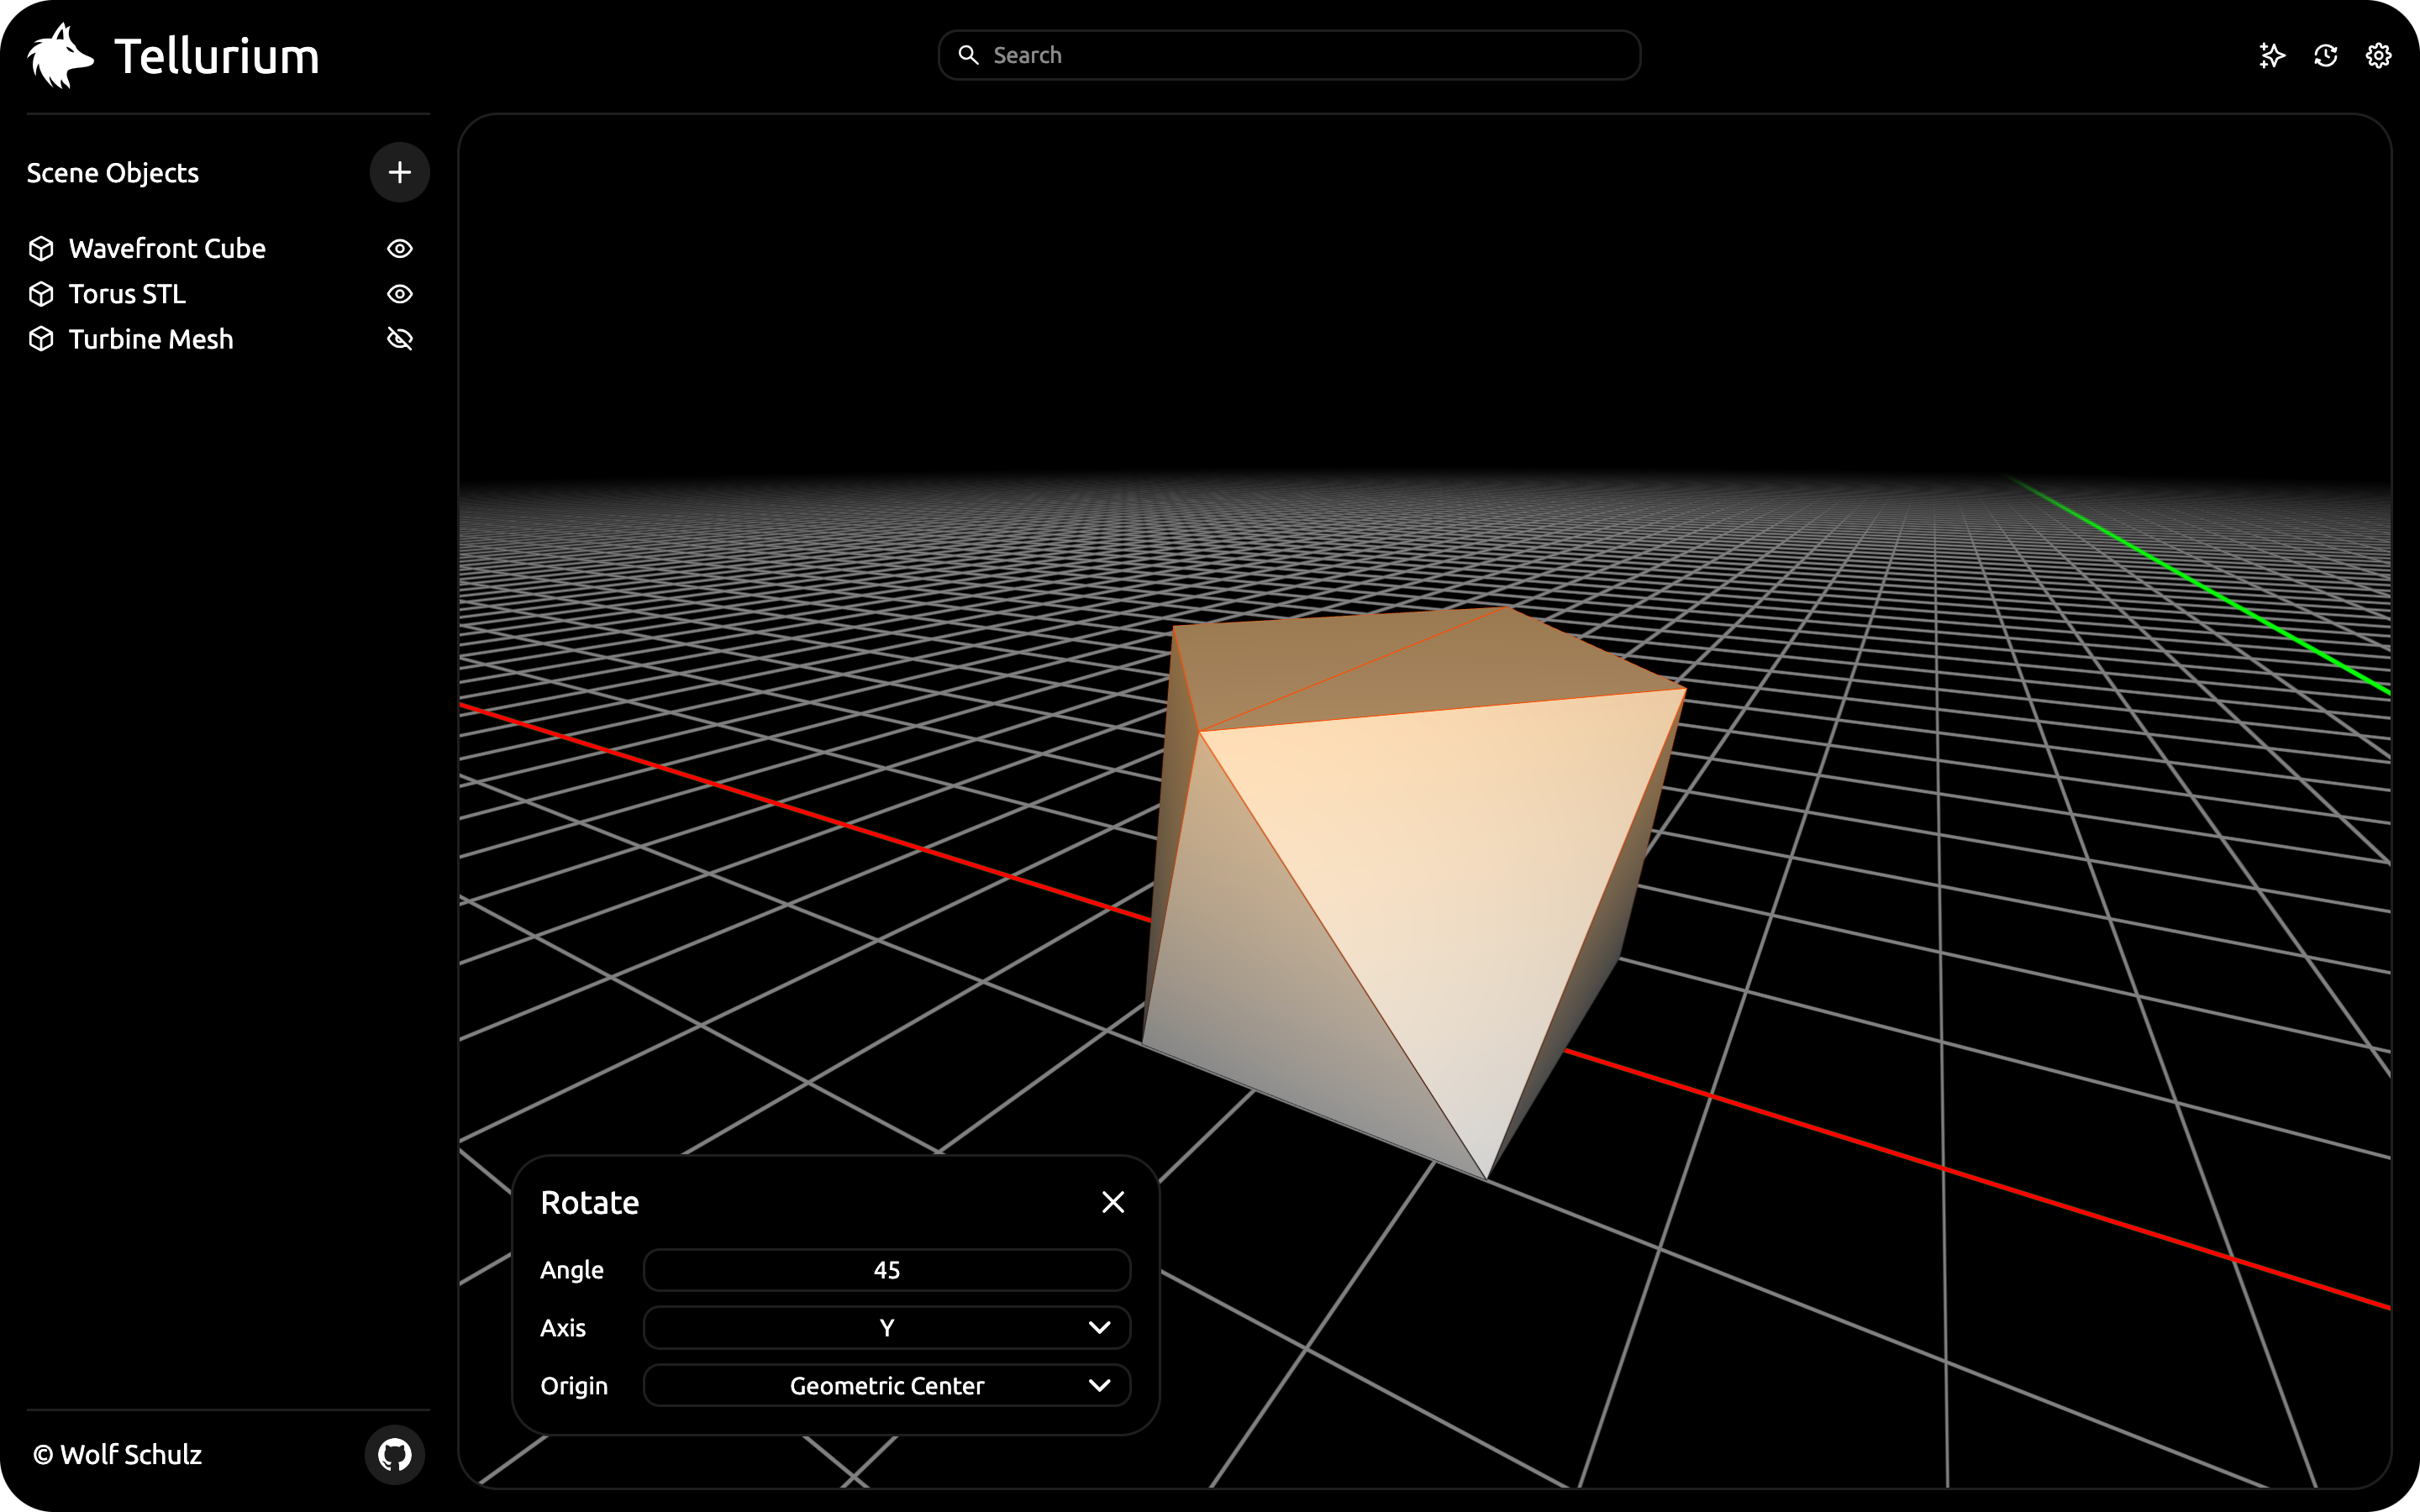 Tellurium
Search
Scene Objects
Wavefront Cube
Torus STL
Turbine Mesh
Rotate
Angle 45
Axis Y
Origin Geometric Center
© Wolf Schulz